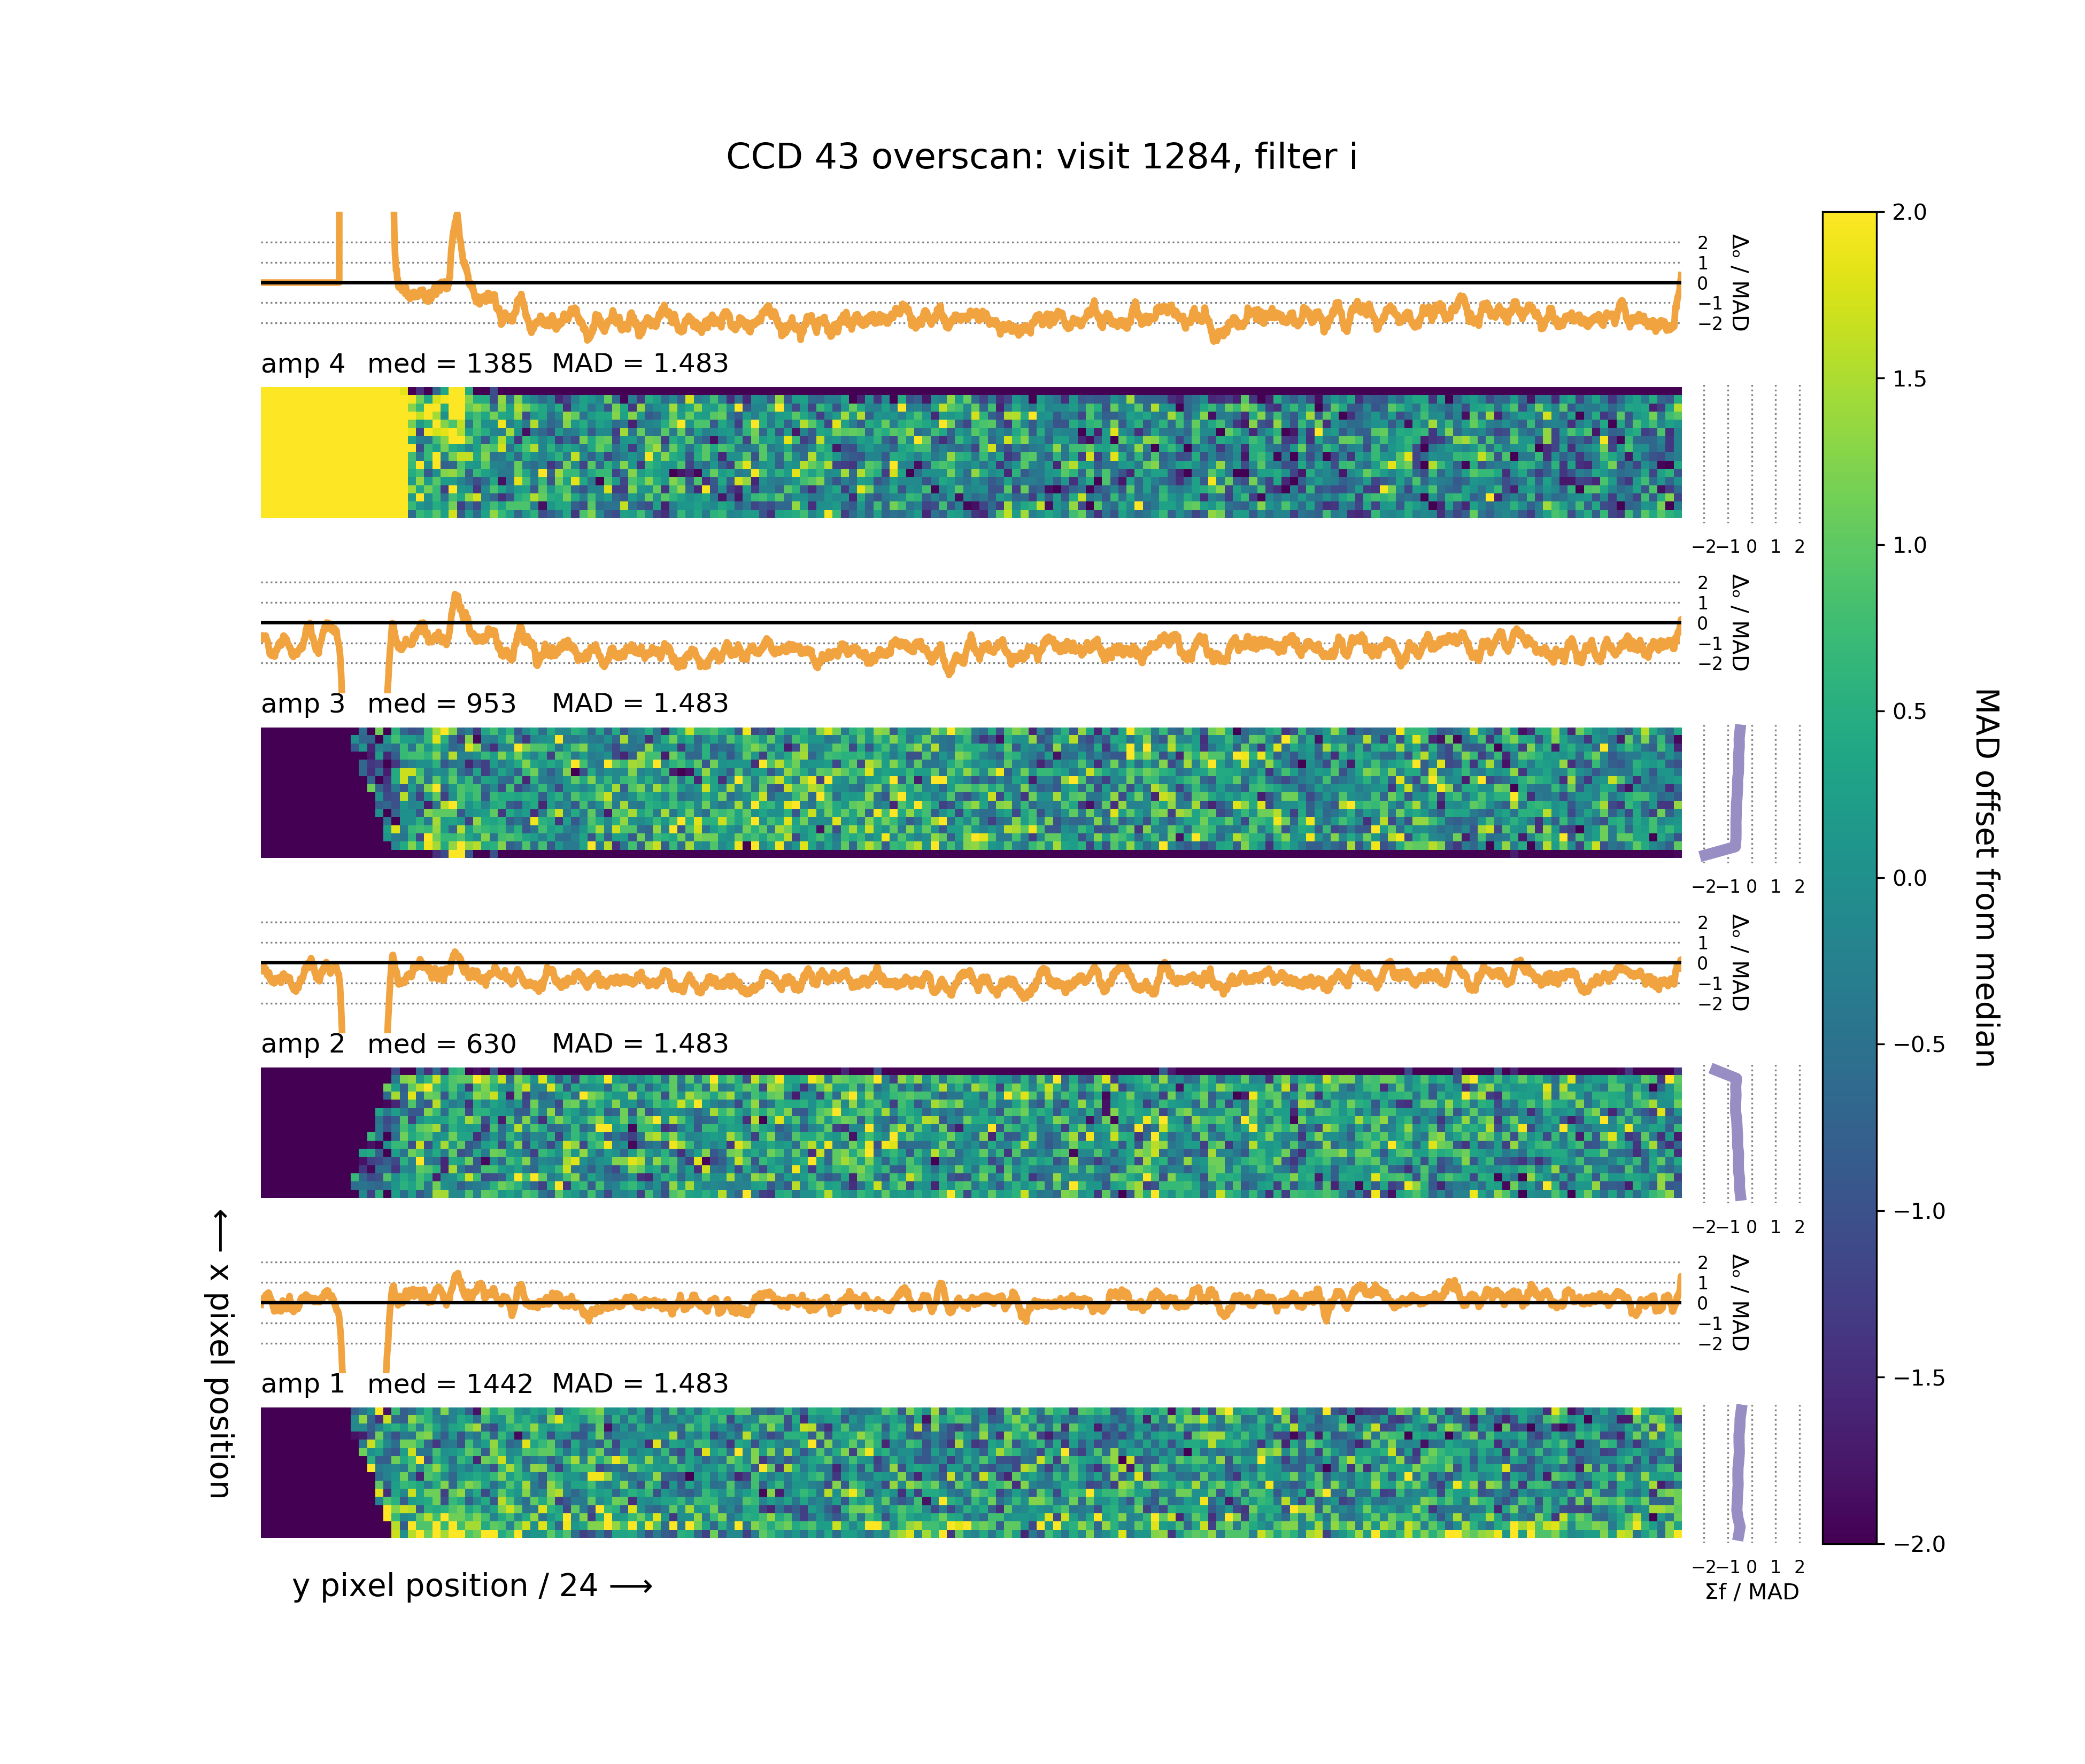 CCD 43 overscan: visit 1284, filter i
2
1
0
−1
−2
Δₒ / MAD
amp 4 med = 1385 MAD = 1.483
−2 −1 0 1 2
2
1
0
−1
−2
Δₒ / MAD
amp 3 med = 953 MAD = 1.483
−2 −1 0 1 2
2
1
0
−1
−2
Δₒ / MAD
amp 2 med = 630 MAD = 1.483
−2 −1 0 1 2
2
1
0
−1
−2
Δₒ / MAD
amp 1 med = 1442 MAD = 1.483
−2 −1 0 1 2
Σf / MAD
⟵ x pixel position
y pixel position / 24 ⟶
2.0
1.5
1.0
0.5
0.0
−0.5
−1.0
−1.5
−2.0
MAD offset from median